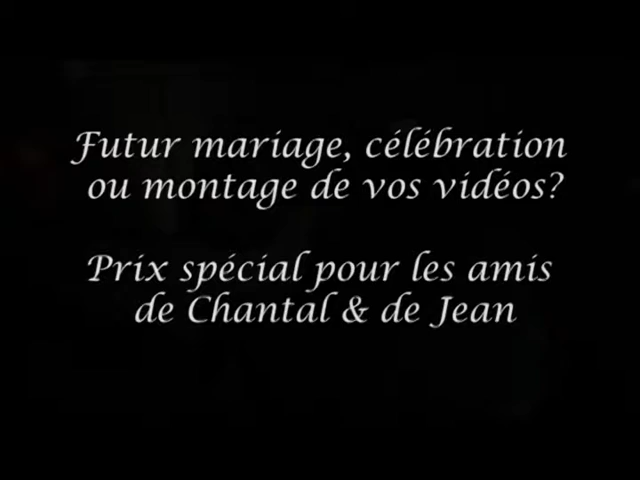 Futur mariage, célébration
ou montage de vos vidéos?
Prix spécial pour les amis
de Chantal & de Jean